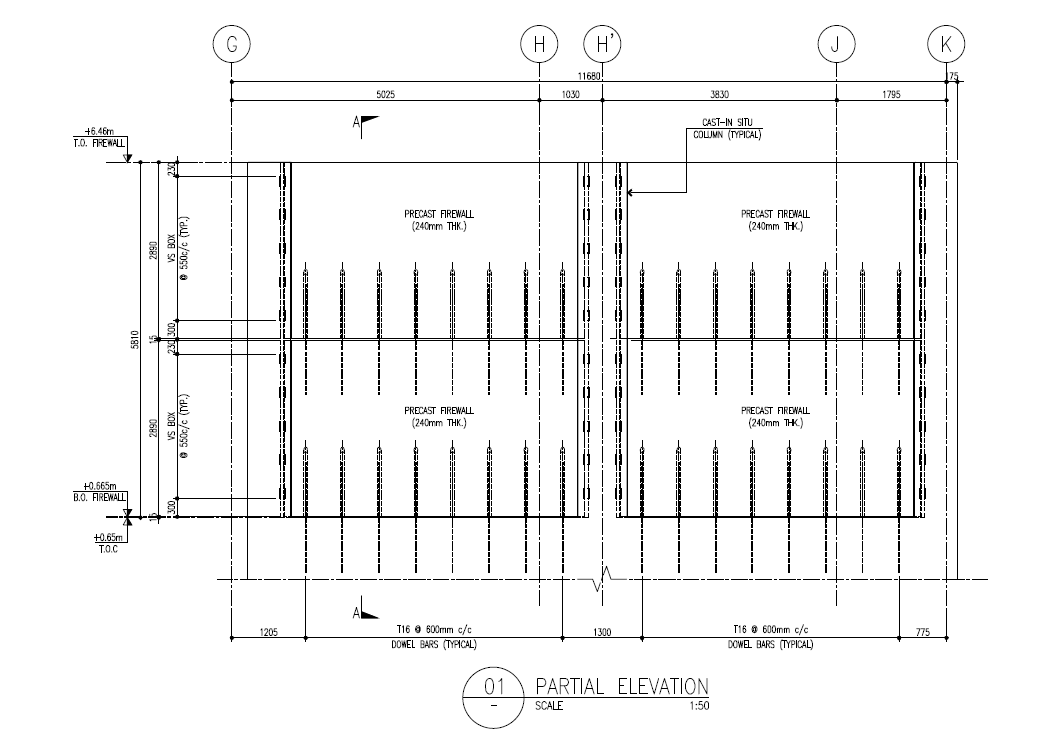 G
H
H'
J
K
11680
175
5025
1030
3830
1795
A
CAST-IN SITU
COLUMN (TYPICAL)
+6.46m
T.O. FIREWALL
230
PRECAST FIREWALL
(240mm THK.)
PRECAST FIREWALL
(240mm THK.)
2890
VS BOX
@ 550c/c (TYP.)
300
5810
15
230
PRECAST FIREWALL
(240mm THK.)
PRECAST FIREWALL
(240mm THK.)
2890
VS BOX
@ 550c/c (TYP.)
+0.665m
B.O. FIREWALL
300
15
+0.65m
T.O.C
A
1205
T16 @ 600mm c/c
DOWEL BARS (TYPICAL)
1300
T16 @ 600mm c/c
DOWEL BARS (TYPICAL)
775
01
PARTIAL ELEVATION
-
SCALE 1:50